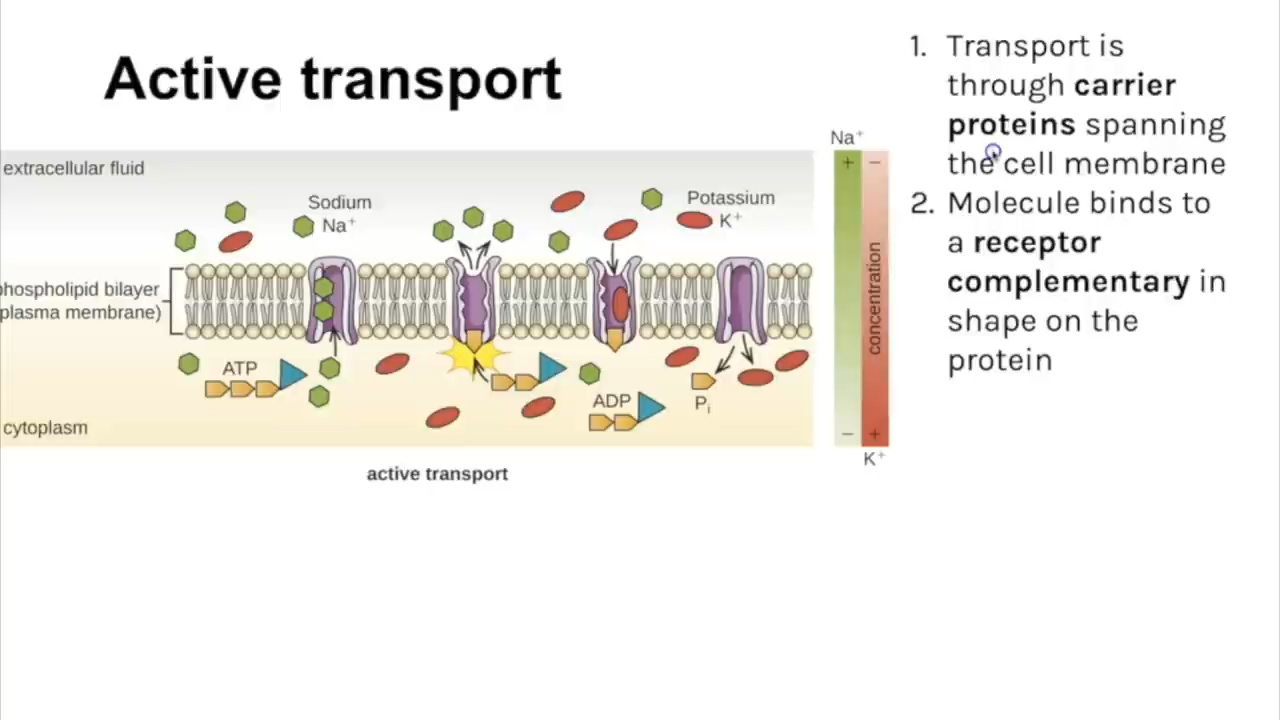 Active transport
1. Transport is
through carrier
proteins spanning
the cell membrane
2. Molecule binds to
a receptor
complementary in
shape on the
protein
extracellular fluid
Sodium
Na⁺
Potassium
K⁺
phospholipid bilayer
plasma membrane)
ATP
ADP
Pᵢ
cytoplasm
active transport
Na⁺
+ −
concentration
− +
K⁺